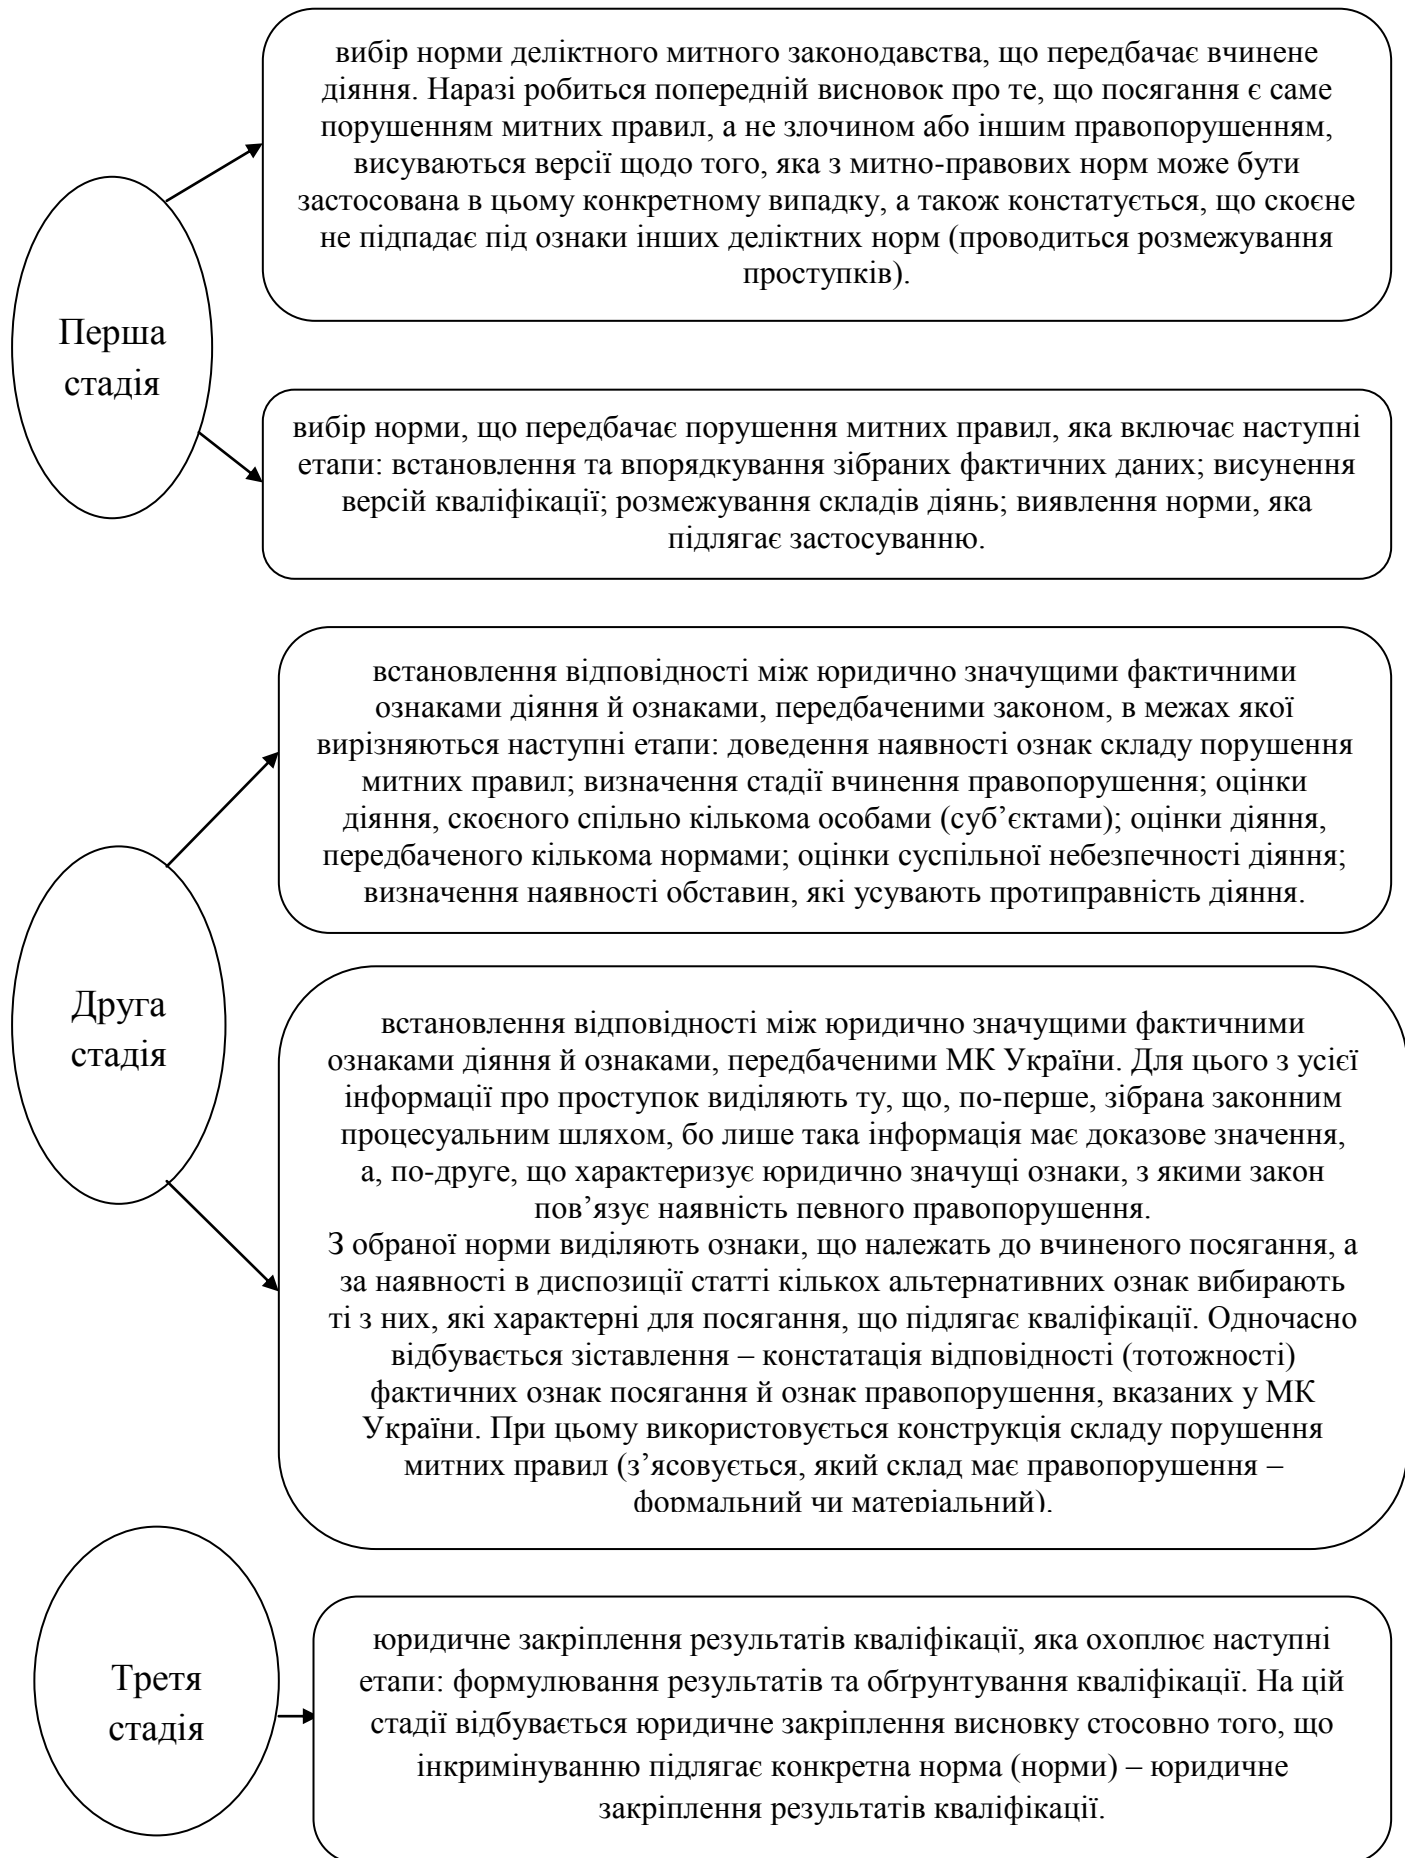 вибір норми деліктного митного законодавства, що передбачає вчинене
діяння. Наразі робиться попередній висновок про те, що посягання є саме
порушенням митних правил, а не злочином або іншим правопорушенням,
висуваються версії щодо того, яка з митно-правових норм може бути
застосована в цьому конкретному випадку, а також констатується, що скоєне
не підпадає під ознаки інших деліктних норм (проводиться розмежування
проступків).
Перша
стадія
вибір норми, що передбачає порушення митних правил, яка включає наступні
етапи: встановлення та впорядкування зібраних фактичних даних; висунення
версій кваліфікації; розмежування складів діянь; виявлення норми, яка
підлягає застосуванню.
встановлення відповідності між юридично значущими фактичними
ознаками діяння й ознаками, передбаченими законом, в межах якої
вирізняються наступні етапи: доведення наявності ознак складу порушення
митних правил; визначення стадії вчинення правопорушення; оцінки
діяння, скоєного спільно кількома особами (суб’єктами); оцінки діяння,
передбаченого кількома нормами; оцінки суспільної небезпечності діяння;
визначення наявності обставин, які усувають протиправність діяння.
Друга
стадія
встановлення відповідності між юридично значущими фактичними
ознаками діяння й ознаками, передбаченими МК України. Для цього з усієї
інформації про проступок виділяють ту, що, по-перше, зібрана законним
процесуальним шляхом, бо лише така інформація має доказове значення,
а, по-друге, що характеризує юридично значущі ознаки, з якими закон
пов’язує наявність певного правопорушення.
З обраної норми виділяють ознаки, що належать до вчиненого посягання, а
за наявності в диспозиції статті кількох альтернативних ознак вибирають
ті з них, які характерні для посягання, що підлягає кваліфікації. Одночасно
відбувається зіставлення – констатація відповідності (тотожності)
фактичних ознак посягання й ознак правопорушення, вказаних у МК
України. При цьому використовується конструкція складу порушення
митних правил (з’ясовується, який склад має правопорушення –
формальний чи матеріальний).
Третя
стадія
юридичне закріплення результатів кваліфікації, яка охоплює наступні
етапи: формулювання результатів та обґрунтування кваліфікації. На цій
стадії відбувається юридичне закріплення висновку стосовно того, що
інкримінуванню підлягає конкретна норма (норми) – юридичне
закріплення результатів кваліфікації.